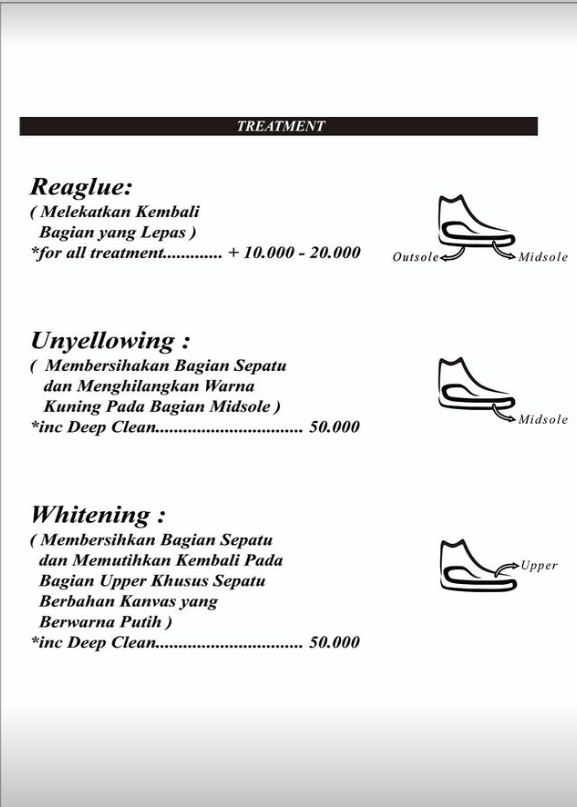 TREATMENT
Reaglue:
( Melekatkan Kembali
Bagian yang Lepas )
*for all treatment............. + 10.000 - 20.000
Outsole
Midsole
Unyellowing :
( Membersihakan Bagian Sepatu
dan Menghilangkan Warna
Kuning Pada Bagian Midsole )
*inc Deep Clean................................ 50.000
Midsole
Whitening :
( Membersihkan Bagian Sepatu
dan Memutihkan Kembali Pada
Bagian Upper Khusus Sepatu
Berbahan Kanvas yang
Berwarna Putih )
*inc Deep Clean................................ 50.000
Upper